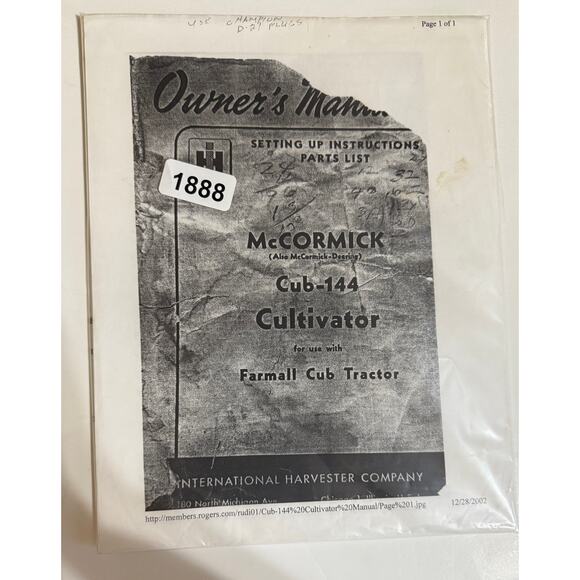 USE CHAMPION
D-21 PLUGS
Page 1 of 1
Owner's
SETTING UP INSTRUCTIONS
PARTS LIST
IH
1888
McCORMICK
(Also McCormick-Deering)
Cub-144
Cultivator
for use with
Farmall Cub Tractor
INTERNATIONAL HARVESTER COMPANY
180 North Michigan Ave.
http://members.rogers.com/rudi01/Cub-144%20Cultivator%20Manual/Page%201.jpg
12/28/2002